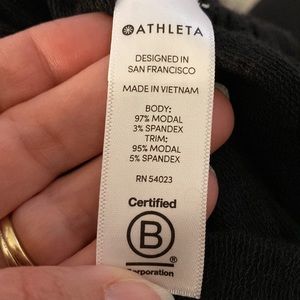 ATHLETA
DESIGNED IN
SAN FRANCISCO
MADE IN VIETNAM
BODY:
97% MODAL
3% SPANDEX
TRIM:
95% MODAL
5% SPANDEX
RN 54023
Certified
B
Corporation